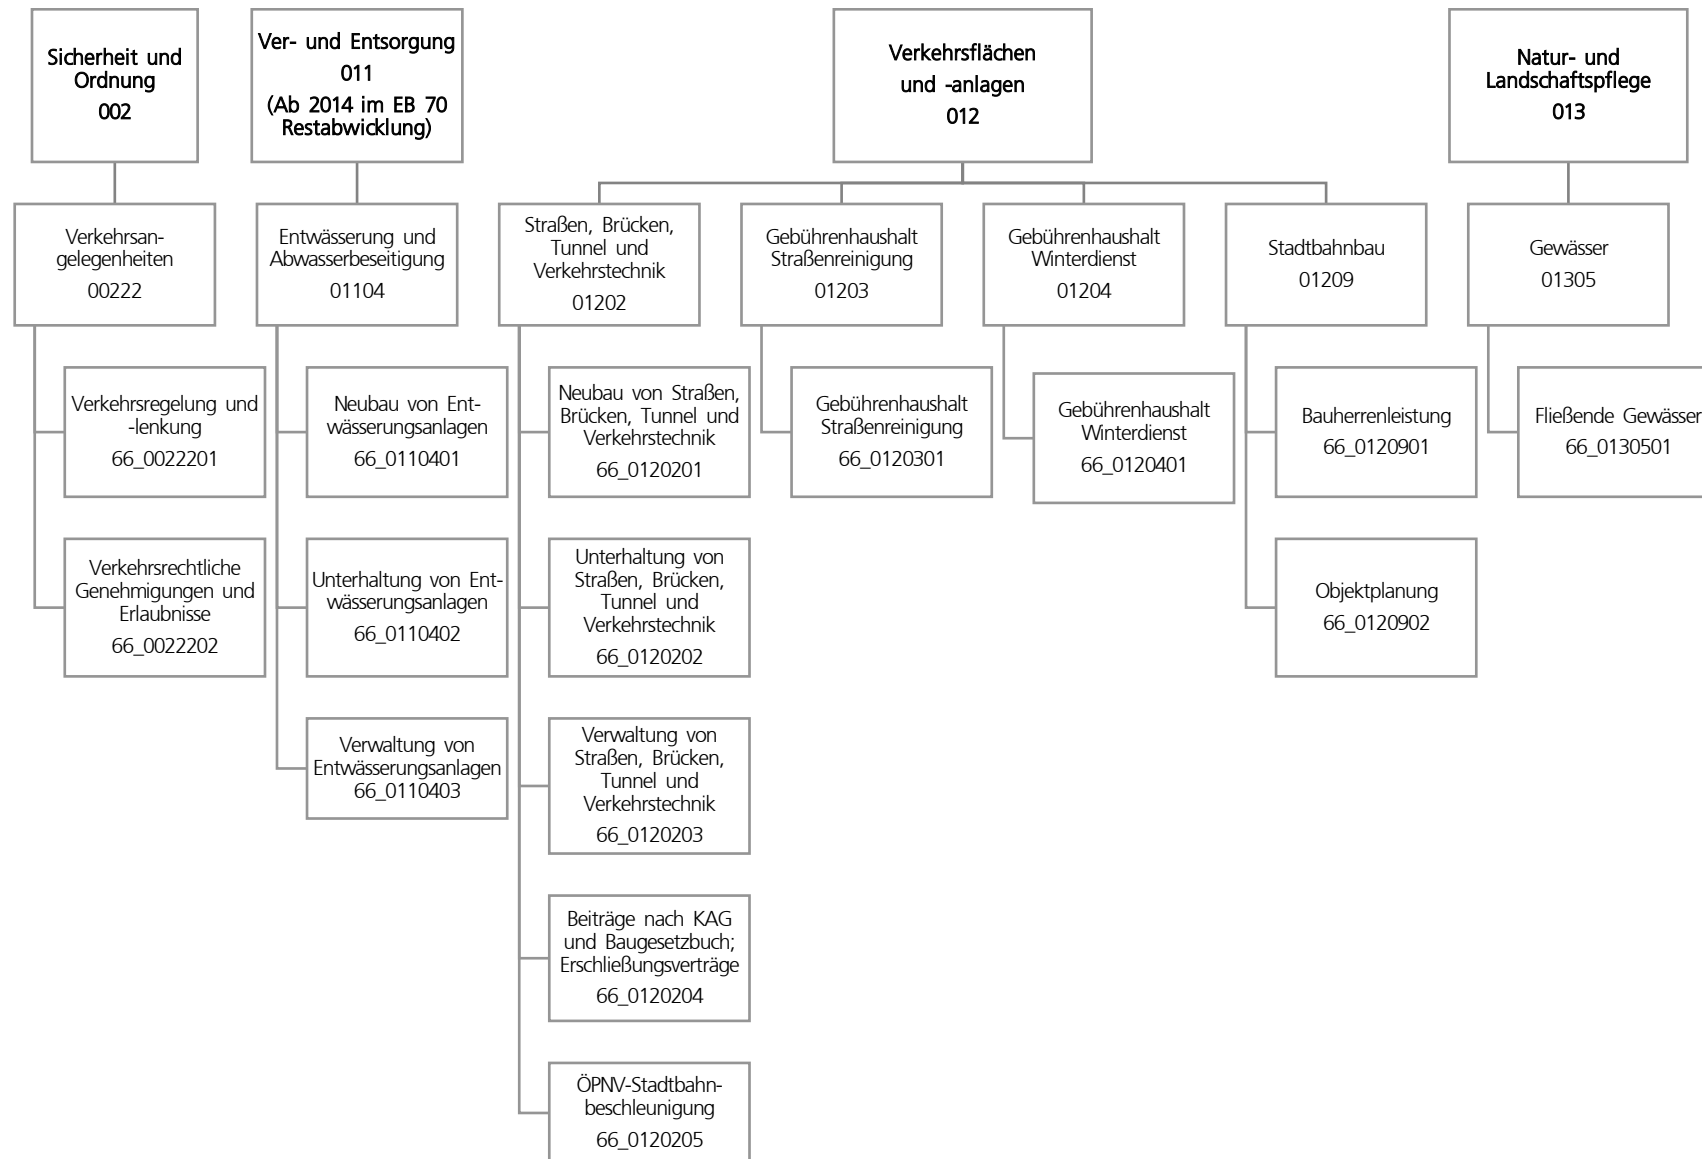 Sicherheit und
Ordnung
002
Ver- und Entsorgung
011
(Ab 2014 im EB 70
Restabwicklung)
Verkehrsflächen
und -anlagen
012
Natur- und
Landschaftspflege
013
Verkehrsan-
gelegenheiten
00222
Entwässerung und
Abwasserbeseitigung
01104
Straßen, Brücken,
Tunnel und
Verkehrstechnik
01202
Gebührenhaushalt
Straßenreinigung
01203
Gebührenhaushalt
Winterdienst
01204
Stadtbahnbau
01209
Gewässer
01305
Verkehrsregelung und
-lenkung
66_0022201
Neubau von Ent-
wässerungsanlagen
66_0110401
Neubau von Straßen,
Brücken, Tunnel und
Verkehrstechnik
66_0120201
Gebührenhaushalt
Straßenreinigung
66_0120301
Gebührenhaushalt
Winterdienst
66_0120401
Bauherrenleistung
66_0120901
Fließende Gewässer
66_0130501
Verkehrsrechtliche
Genehmigungen und
Erlaubnisse
66_0022202
Unterhaltung von Ent-
wässerungsanlagen
66_0110402
Unterhaltung von
Straßen, Brücken,
Tunnel und
Verkehrstechnik
66_0120202
Objektplanung
66_0120902
Verwaltung von
Entwässerungsanlagen
66_0110403
Verwaltung von
Straßen, Brücken,
Tunnel und
Verkehrstechnik
66_0120203
Beiträge nach KAG
und Baugesetzbuch;
Erschließungsverträge
66_0120204
ÖPNV-Stadtbahn-
beschleunigung
66_0120205